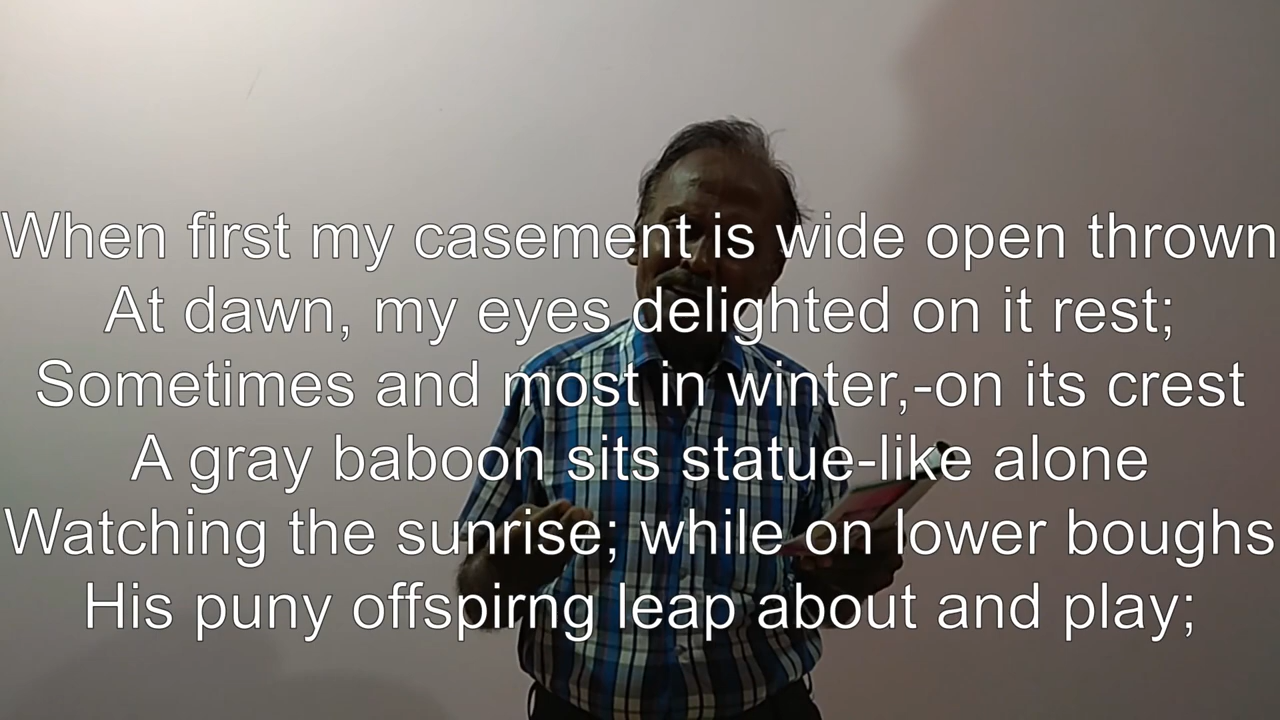 When first my casement is wide open thrown
At dawn, my eyes delighted on it rest;
Sometimes and most in winter,-on its crest
A gray baboon sits statue-like alone
Watching the sunrise; while on lower boughs
His puny offspirng leap about and play;